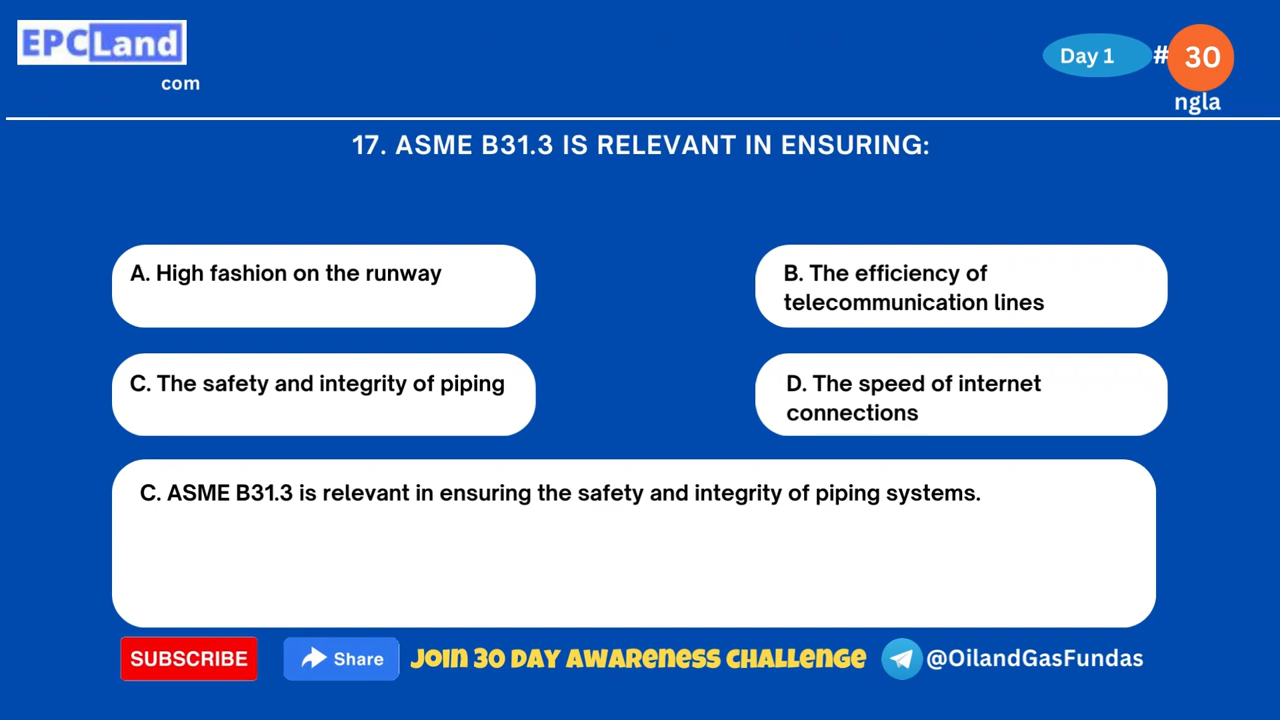 EPCLand
com
Day 1
#
30
ngla
17. ASME B31.3 IS RELEVANT IN ENSURING:
A. High fashion on the runway
B. The efficiency of
telecommunication lines
C. The safety and integrity of piping
D. The speed of internet
connections
C. ASME B31.3 is relevant in ensuring the safety and integrity of piping systems.
SUBSCRIBE
Share
Join 30 Day Awareness Challenge
@OilandGasFundas